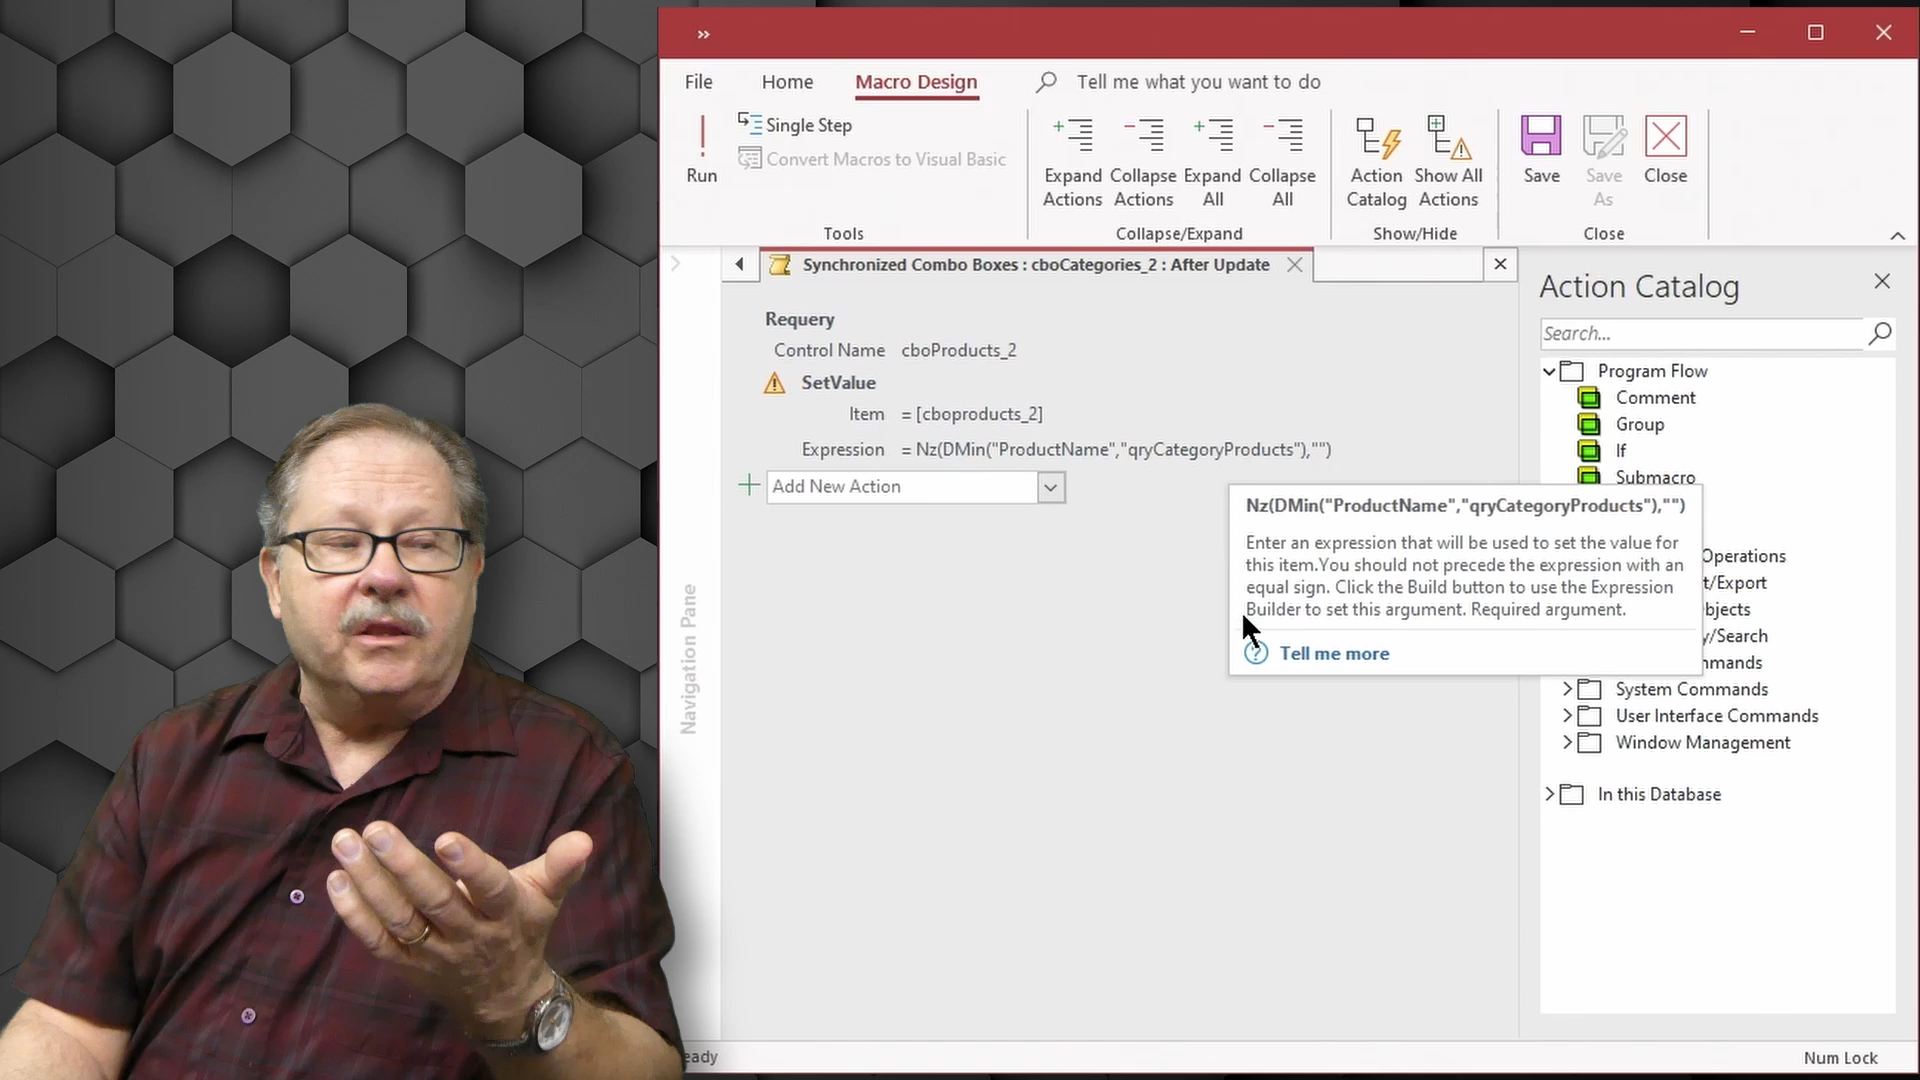 »
File Home Macro Design Tell me what you want to do
Run
Single Step
Convert Macros to Visual Basic
Tools
Expand Actions
Collapse Actions
Expand All
Collapse All
Collapse/Expand
Action Catalog
Show All Actions
Show/Hide
Save
Save As
Close
Close
Synchronized Combo Boxes : cboCategories_2 : After Update
Requery
Control Name cboProducts_2
SetValue
Item = [cboproducts_2]
Expression = Nz(DMin("ProductName","qryCategoryProducts"),"")
Add New Action
Nz(DMin("ProductName","qryCategoryProducts"),"")
Enter an expression that will be used to set the value for
this item.You should not precede the expression with an
equal sign. Click the Build button to use the Expression
Builder to set this argument. Required argument.
Tell me more
Navigation Pane
Action Catalog
Search...
Program Flow
Comment
Group
If
Submacro
Operations
t/Export
bjects
y/Search
mmands
System Commands
User Interface Commands
Window Management
In this Database
eady
Num Lock